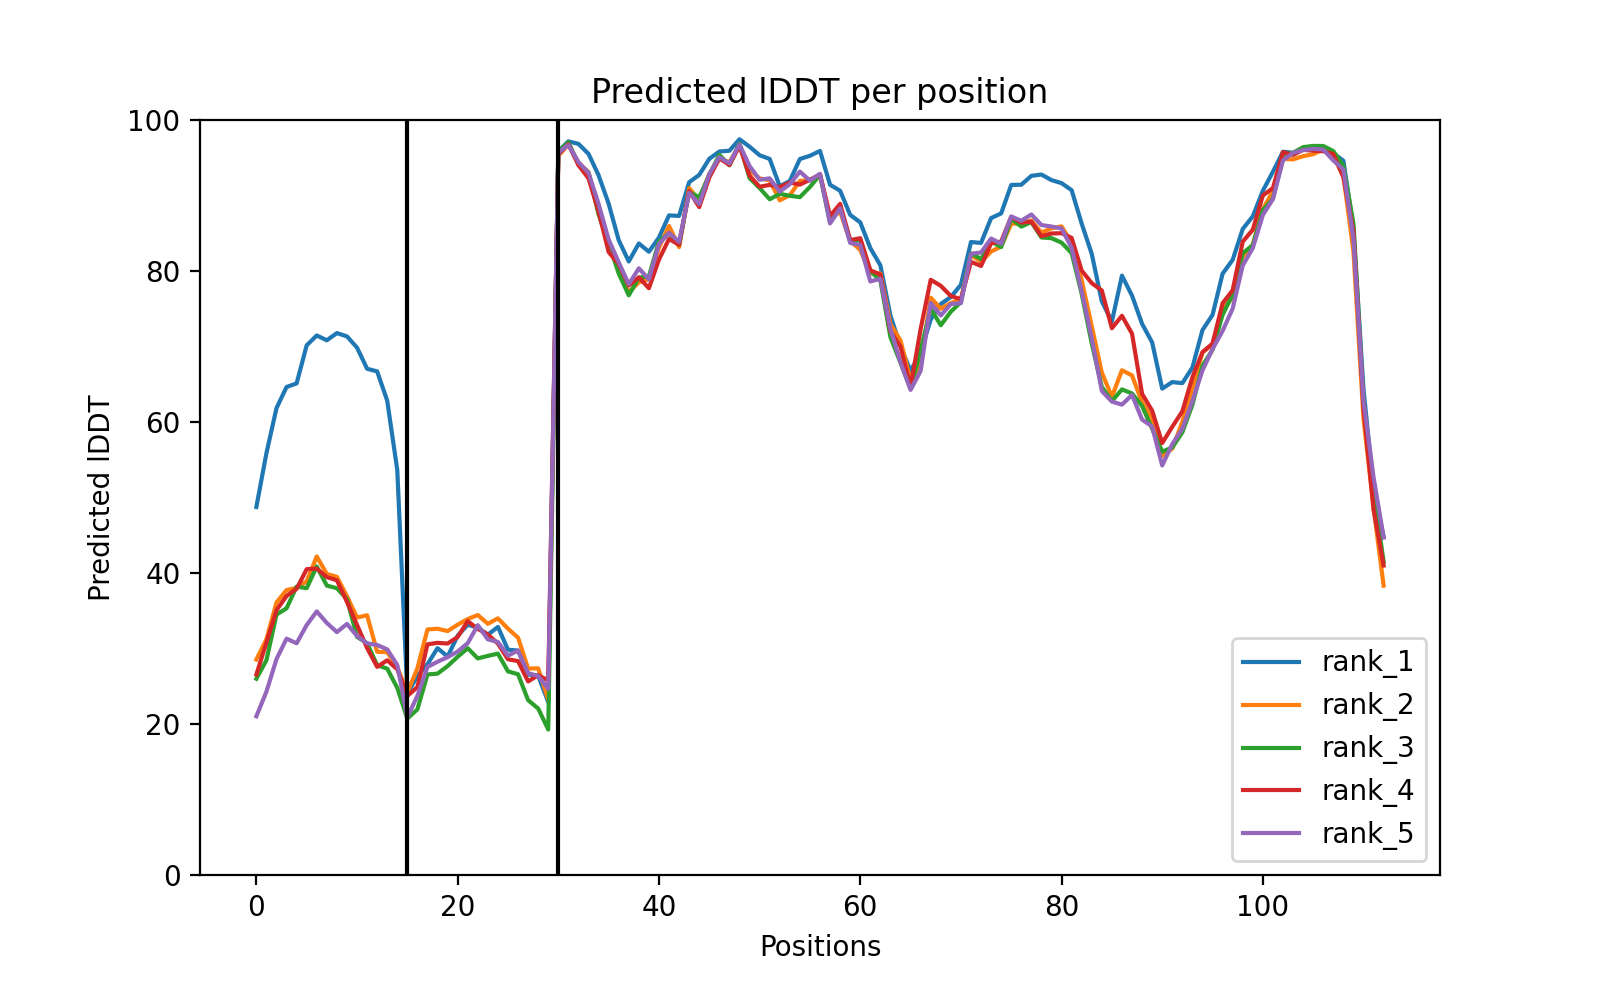 Predicted lDDT per position
100
80
60
40
20
0
Predicted lDDT
0 20 40 60 80 100
Positions
rank_1
rank_2
rank_3
rank_4
rank_5